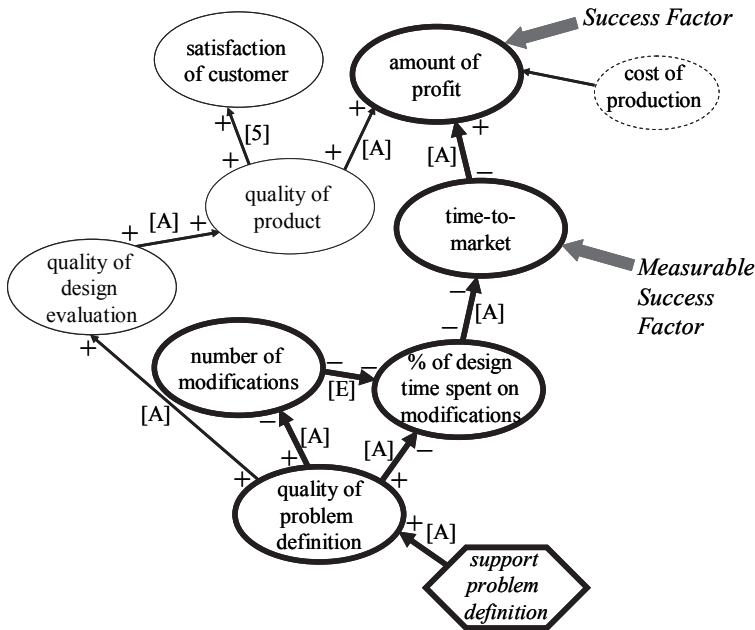 Success Factor
satisfaction
of customer
amount of
profit
cost of
production
+
+
+
[5]
+
+
[A]
+
[A]
−
quality of
product
[A]
+
+
time-to-
market
quality of
design
evaluation
Measurable
Success
Factor
−
[A]
−
+
number of
modifications
−
−
[E]
% of design
time spent on
modifications
[A]
−
[A]
+
[A]
−
+
+
quality of
problem
definition
+
[A]
support
problem
definition